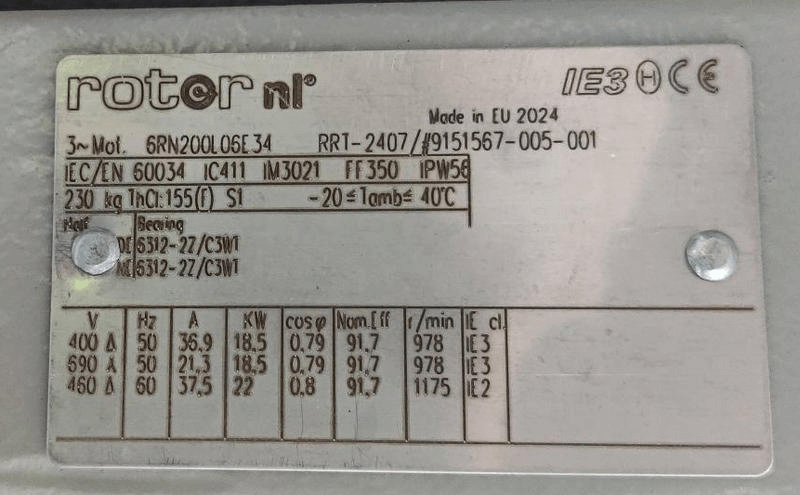 rotor nl®
IE3 H CE
Made in EU 2024
3~Mot. 6RN200L06E34 RRT-2407/#9151567-005-001
IEC/EN 60034 IC411 IM3021 FF350 IPW56
230 kg ThCl:155(F) S1 -20≤Tamb≤ 40°C
Bearing
DE 6312-2Z/C3WT
NE 6312-2Z/C3WT
V Hz A KW cosφ Nom.Eff r/min IE cl.
400 Δ 50 36,9 18,5 0,79 91,7 978 IE3
690 50 21,3 18,5 0,79 91,7 978 IE3
460 Δ 60 37,5 22 0,8 91,7 1175 IE2